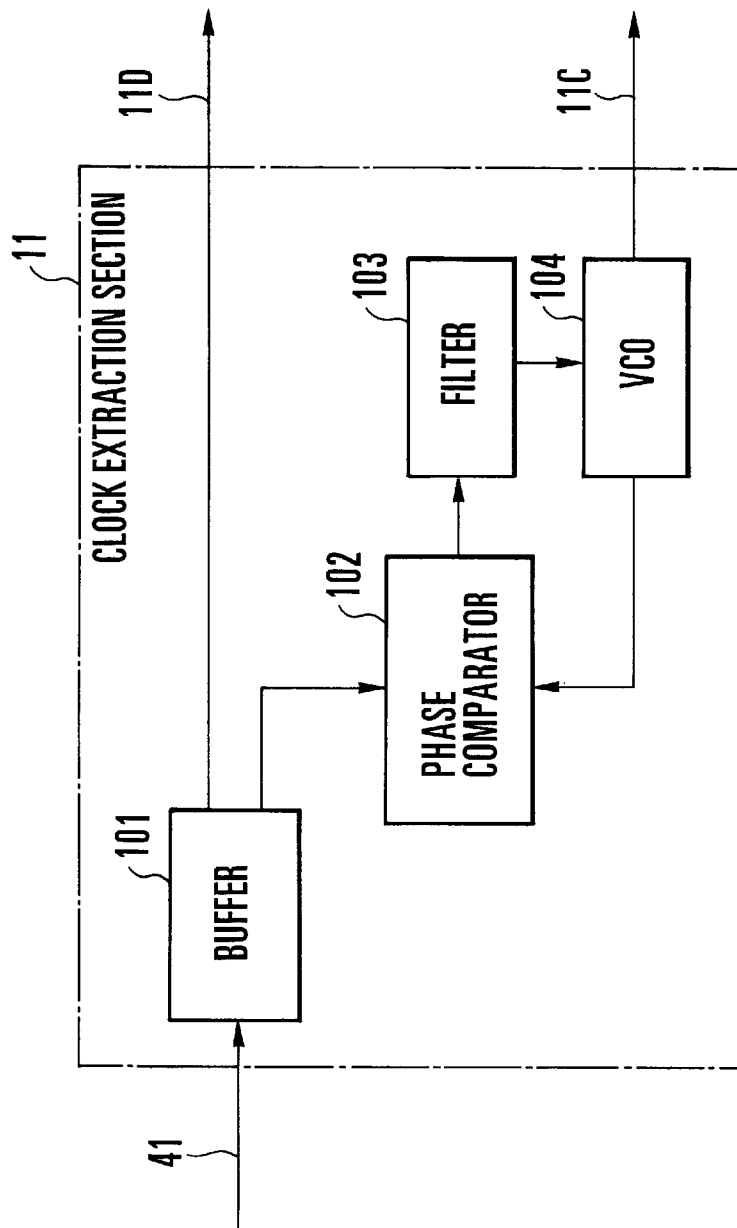 11
CLOCK EXTRACTION SECTION
41
101
BUFFER
11D
102
PHASE
COMPARATOR
103
FILTER
104
VCO
11C